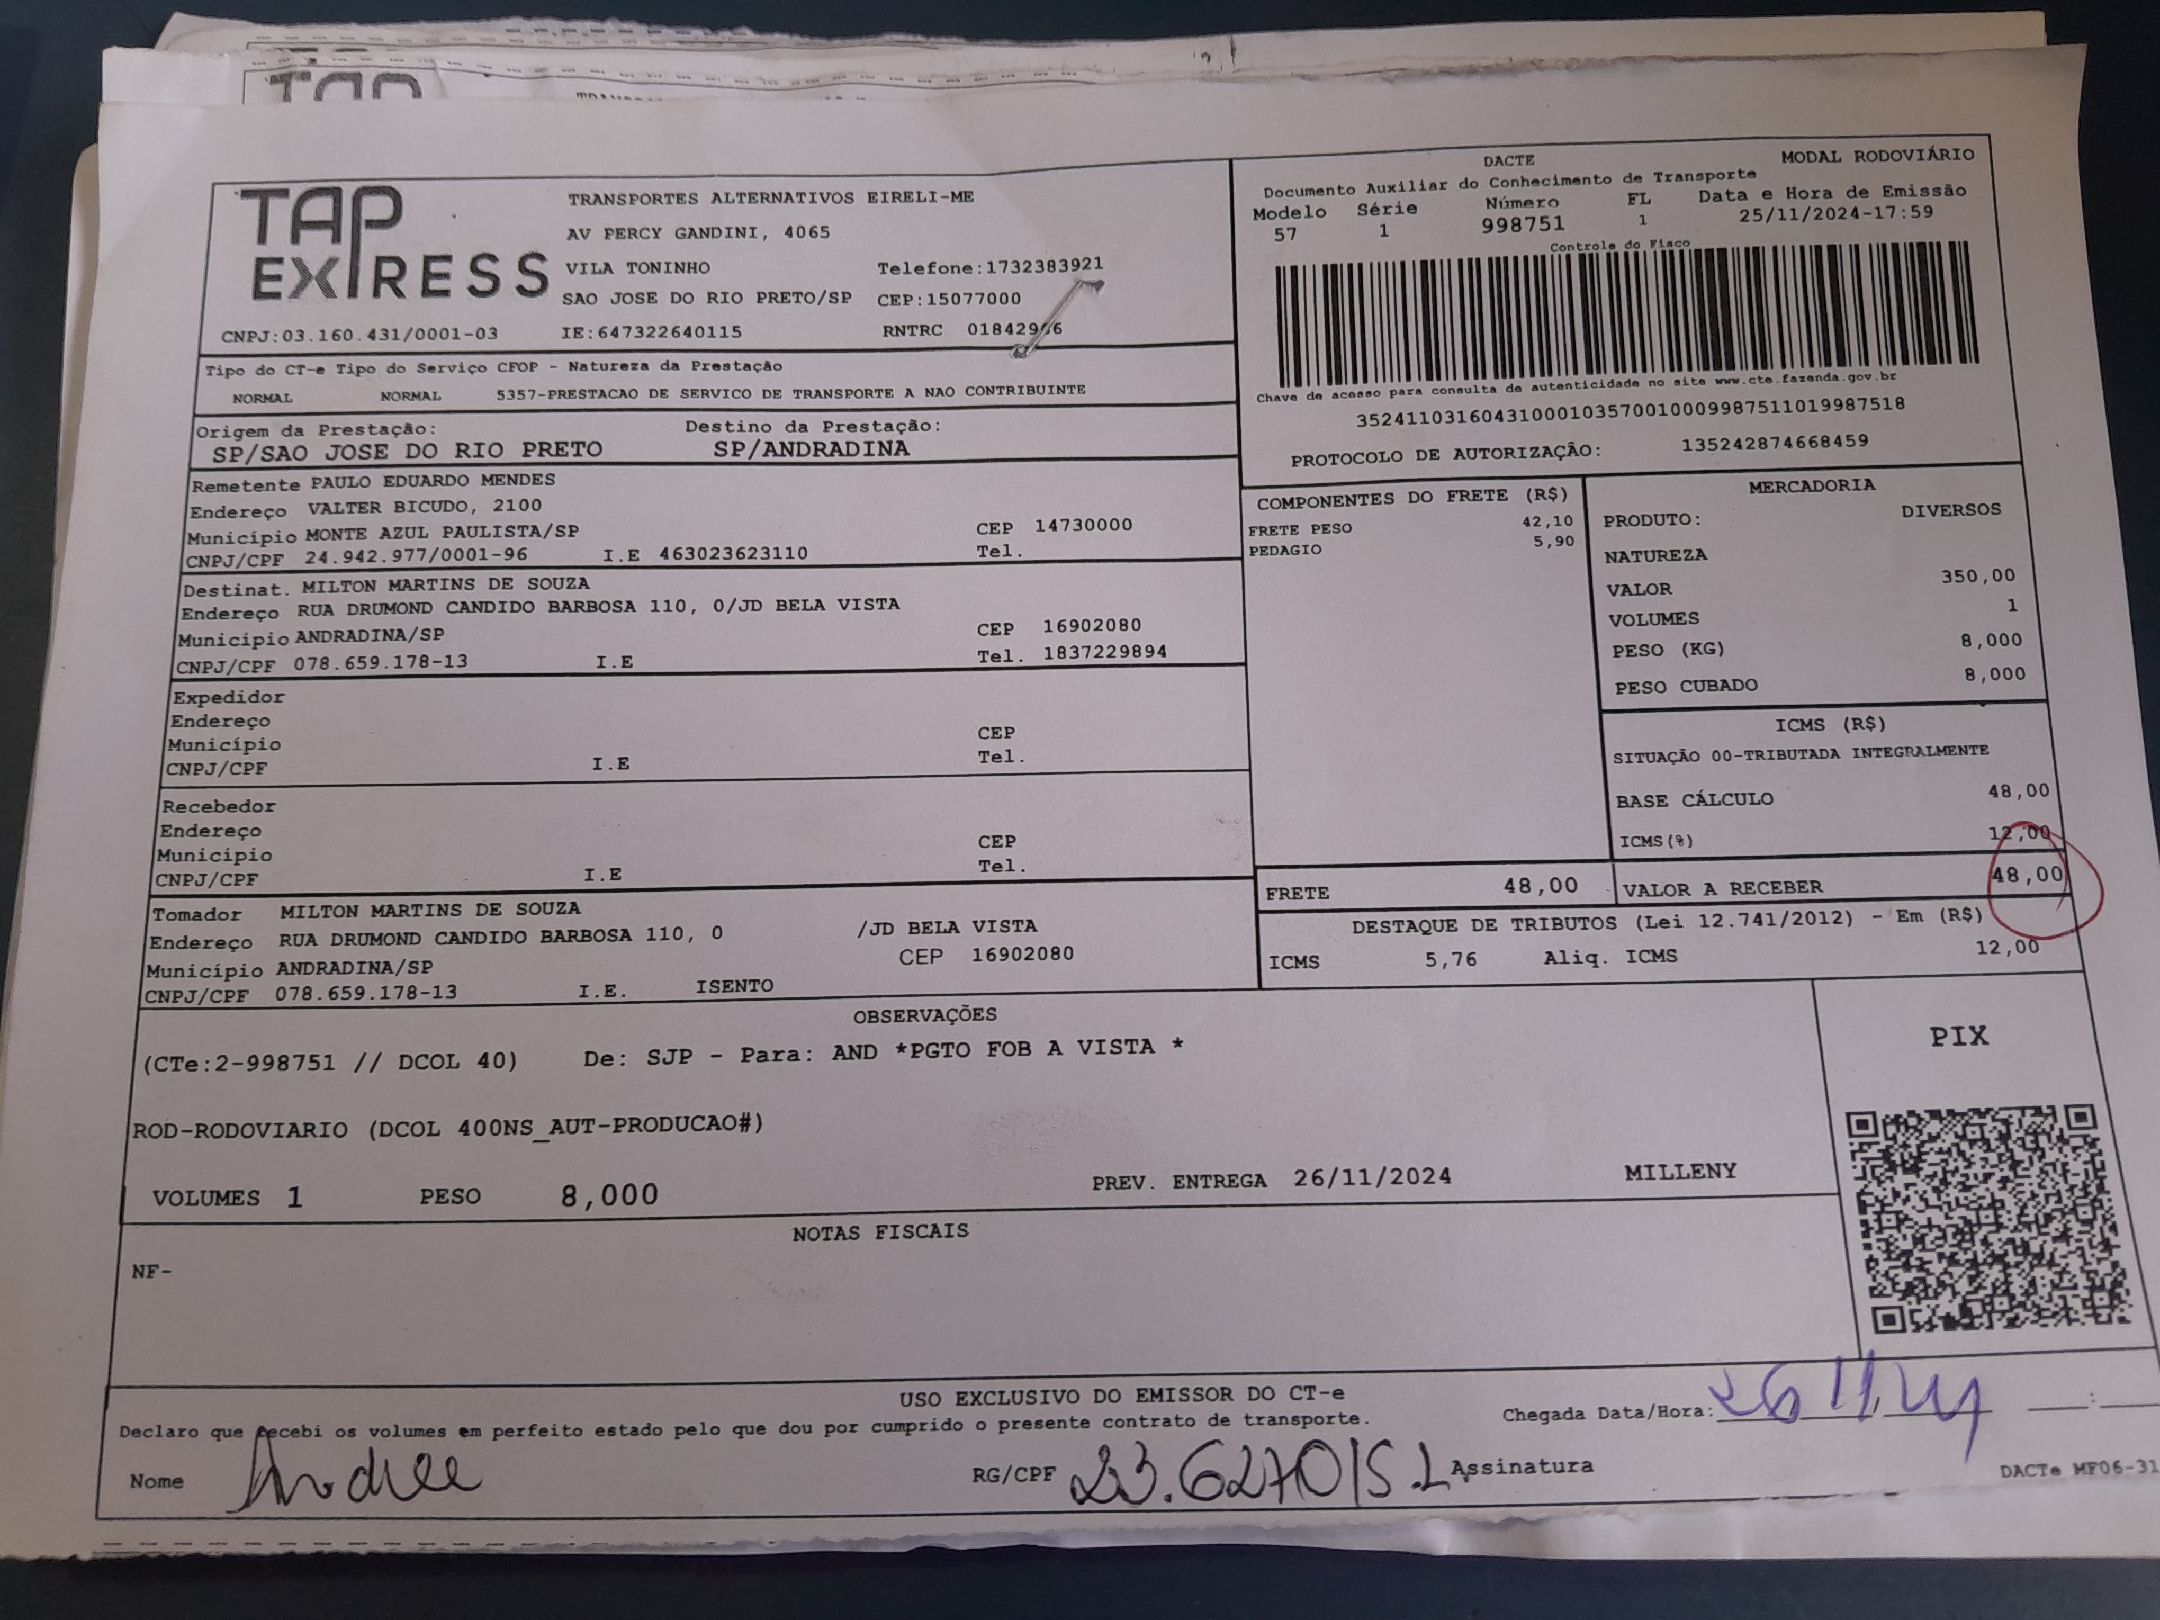 TAP EXPRESS
TRANSPORTES ALTERNATIVOS EIRELI-ME
AV PERCY GANDINI, 4065
VILA TONINHO Telefone:1732383921
SAO JOSE DO RIO PRETO/SP CEP:15077000
CNPJ:03.160.431/0001-03 IE:647322640115 RNTRC
DACTE MODAL RODOVIÁRIO
Documento Auxiliar do Conhecimento de Transporte
Modelo Série Número FL Data e Hora de Emissão
57 1 998751 1 25/11/2024-17:59
Controle do Fisco
Chave de acesso para consulta de autenticidade no site www.cte.fazenda.gov.br
35241103160431000103570010009987511019987518
PROTOCOLO DE AUTORIZAÇÂO: 135242874668459
Tipo do CT-e Tipo do Serviço CFOP - Natureza da Prestação
NORMAL NORMAL 5357-PRESTACAO DE SERVICO DE TRANSPORTE A NAO CONTRIBUINTE
Origem da Prestação: Destino da Prestação:
SP/SAO JOSE DO RIO PRETO SP/ANDRADINA
Remetente PAULO EDUARDO MENDES
Endereço VALTER BICUDO, 2100
Município MONTE AZUL PAULISTA/SP CEP 14730000
CNPJ/CPF 24.942.977/0001-96 I.E 463023623110 Tel.
Destinat. MILTON MARTINS DE SOUZA
Endereço RUA DRUMOND CANDIDO BARBOSA 110, 0/JD BELA VISTA
Município ANDRADINA/SP CEP 16902080
CNPJ/CPF 078.659.178-13 I.E Tel. 1837229894
Expedidor
Endereço
Município CEP
CNPJ/CPF I.E Tel.
Recebedor
Endereço
Município CEP
CNPJ/CPF I.E Tel.
Tomador MILTON MARTINS DE SOUZA
Endereço RUA DRUMOND CANDIDO BARBOSA 110, 0 /JD BELA VISTA
Município ANDRADINA/SP CEP 16902080
CNPJ/CPF 078.659.178-13 I.E. ISENTO
COMPONENTES DO FRETE (R$)
FRETE PESO 42,10
PEDAGIO 5,90
MERCADORIA
PRODUTO: DIVERSOS
NATUREZA
VALOR 350,00
VOLUMES 1
PESO (KG) 8,000
PESO CUBADO 8,000
ICMS (R$)
SITUAÇÃO 00-TRIBUTADA INTEGRALMENTE
BASE CÁLCULO 48,00
ICMS(%) 12,00
FRETE 48,00 VALOR A RECEBER 48,00
DESTAQUE DE TRIBUTOS (Lei 12.741/2012) - Em (R$)
ICMS 5,76 Aliq. ICMS 12,00
OBSERVAÇÕES
(CTe:2-998751 // DCOL 40) De: SJP - Para: AND *PGTO FOB A VISTA *
ROD-RODOVIARIO (DCOL 400NS_AUT-PRODUCAO#)
VOLUMES 1 PESO 8,000 PREV. ENTREGA 26/11/2024 MILLENY
PIX
NOTAS FISCAIS
NF-
USO EXCLUSIVO DO EMISSOR DO CT-e
Declaro que recebi os volumes em perfeito estado pelo que dou por cumprido o presente contrato de transporte.
Chegada Data/Hora: 26 11 24 :
Nome RG/CPF Assinatura
DACTe MF06-31